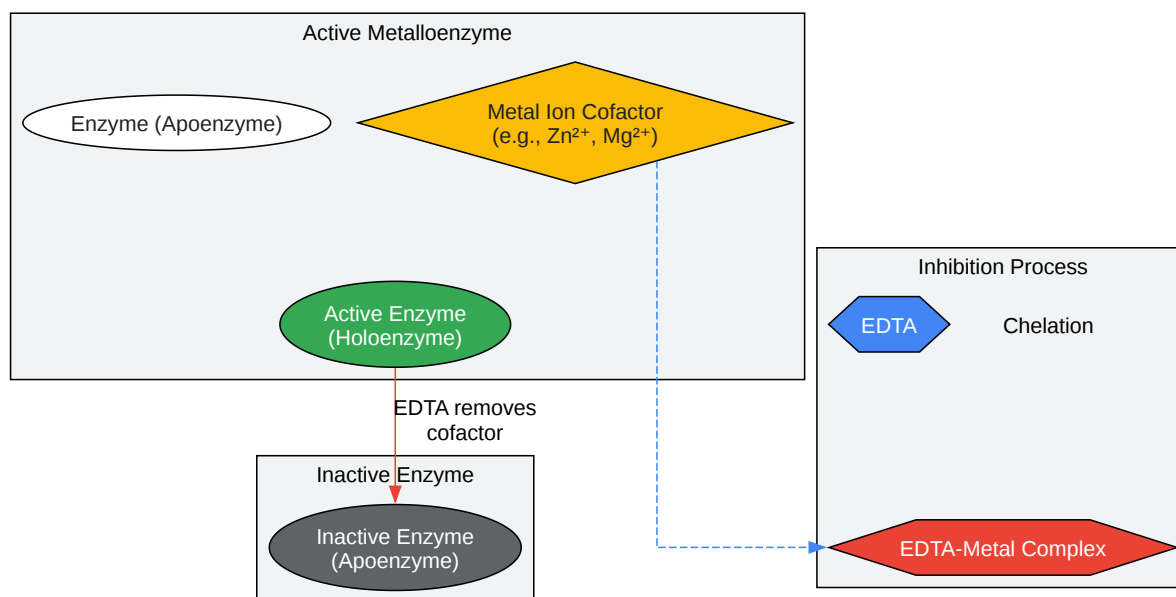 Active Metalloenzyme
Enzyme (Apoenzyme)
Metal Ion Cofactor
(e.g., Zn²⁺, Mg²⁺)
Active Enzyme
(Holoenzyme)
EDTA removes
cofactor
Inactive Enzyme
Inactive Enzyme
(Apoenzyme)
Inhibition Process
EDTA
Chelation
EDTA-Metal Complex